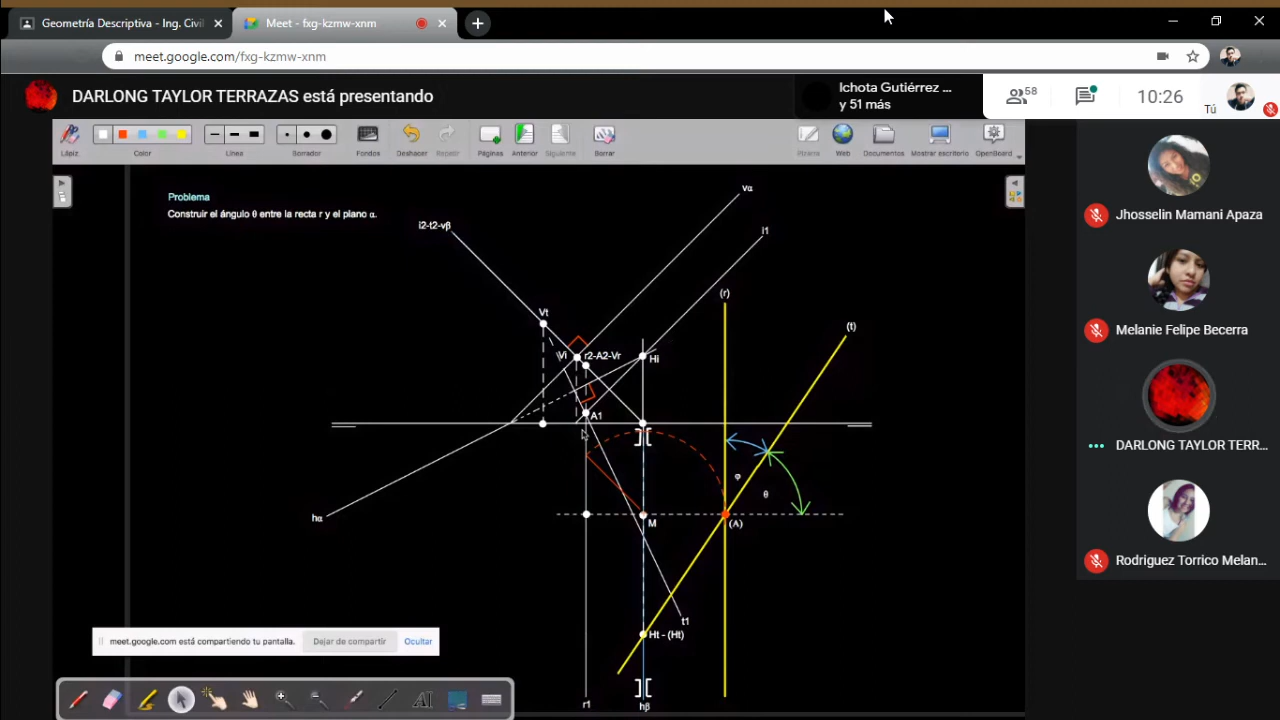 Geometría Descriptiva - Ing. Civil
Meet - fxg-kzmw-xnm
meet.google.com/fxg-kzmw-xnm
DARLONG TAYLOR TERRAZAS está presentando
Ichota Gutiérrez ...
y 51 más
58
10:26
Tú
Lápiz
Color
Línea
Borrador
Fondos
Deshacer
Repetir
Páginas
Anterior
Siguiente
Borrar
Pizarra
Web
Documentos
Mostrar escritorio
OpenBoard
Problema
Construir el ángulo θ entre la recta r y el plano α.
vα
i2-t2-vβ
i1
(r)
Vt
(t)
Vi
r2-A2-Vr
Hi
A1
φ
θ
hα
M
(A)
t1
Ht - (Ht)
r1
hβ
meet.google.com está compartiendo tu pantalla.
Dejar de compartir
Ocultar
Jhosselin Mamani Apaza
Melanie Felipe Becerra
DARLONG TAYLOR TERR...
Rodriguez Torrico Melan...